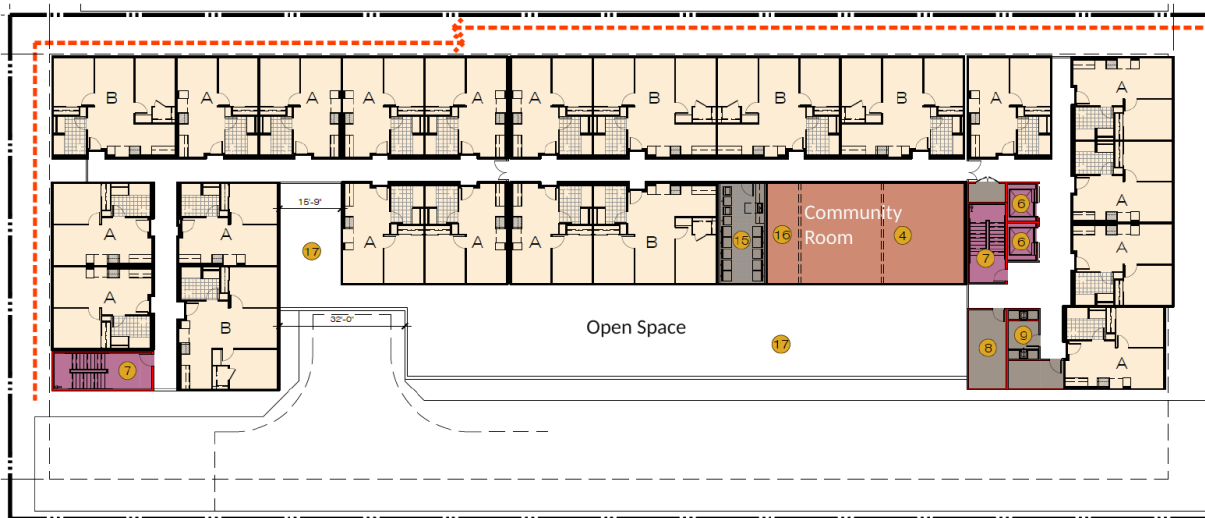 B A A A A A B B B A A
A
15'-9" Community 6
A A 17 A A A B 15 16 Room 4 6 A
7
A
32'-0"
B Open Space 9
17 8
A
7